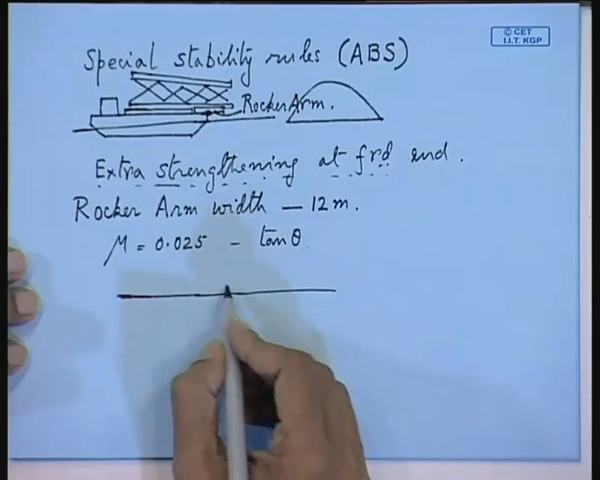 © CET
I.I.T. KGP
Special stability rules (ABS)
Rocker Arm.
Extra strengthening at frd end.
Rocker Arm width — 12 m.
μ = 0.025 - tan θ